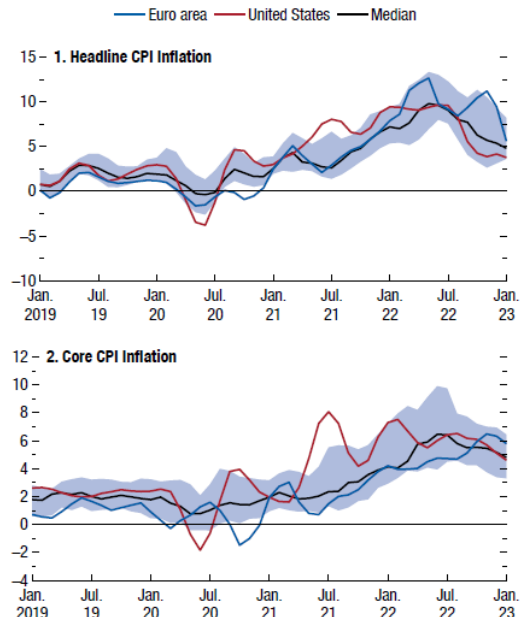 Euro area United States Median
1. Headline CPI Inflation
15
10
5
0
–5
–10
Jan. Jul. Jan. Jul. Jan. Jul. Jan. Jul. Jan.
2019 19 20 20 21 21 22 22 23
2. Core CPI Inflation
12
10
8
6
4
2
0
–2
–4
Jan. Jul. Jan. Jul. Jan. Jul. Jan. Jul. Jan.
2019 19 20 20 21 21 22 22 23